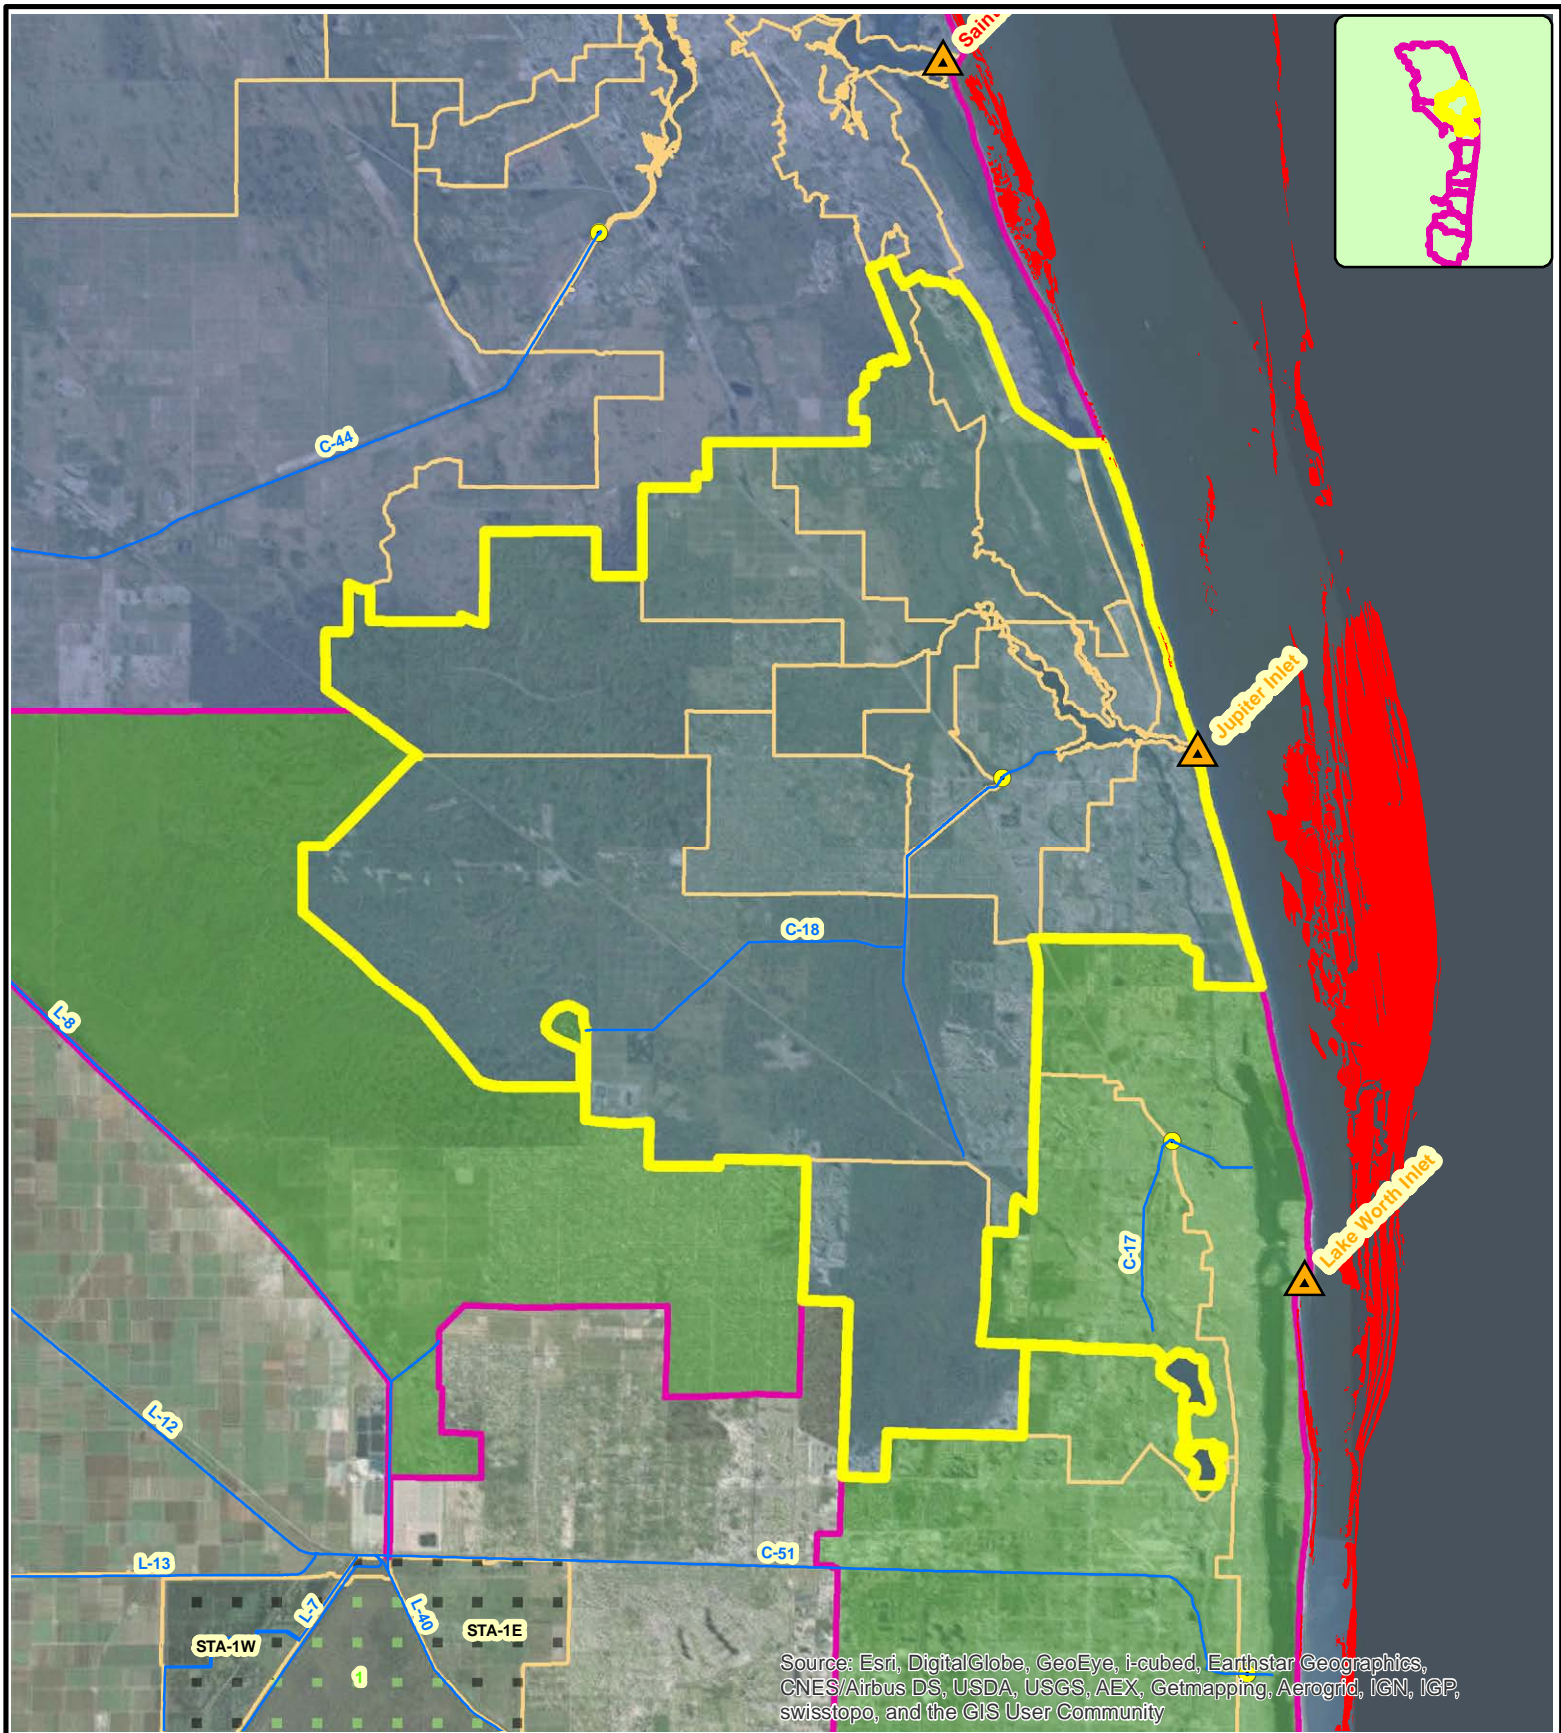 Saint
C-44
Jupiter Inlet
C-18
L-8
Lake Worth Inlet
C-17
L-12
C-51
L-13
L-7
L-40
STA-1E
STA-1W
1
Source: Esri, DigitalGlobe, GeoEye, i-cubed, Earthstar Geographics,
CNES/Airbus DS, USDA, USGS, AEX, Getmapping, Aerogrid, IGN, IGP,
swisstopo, and the GIS User Community